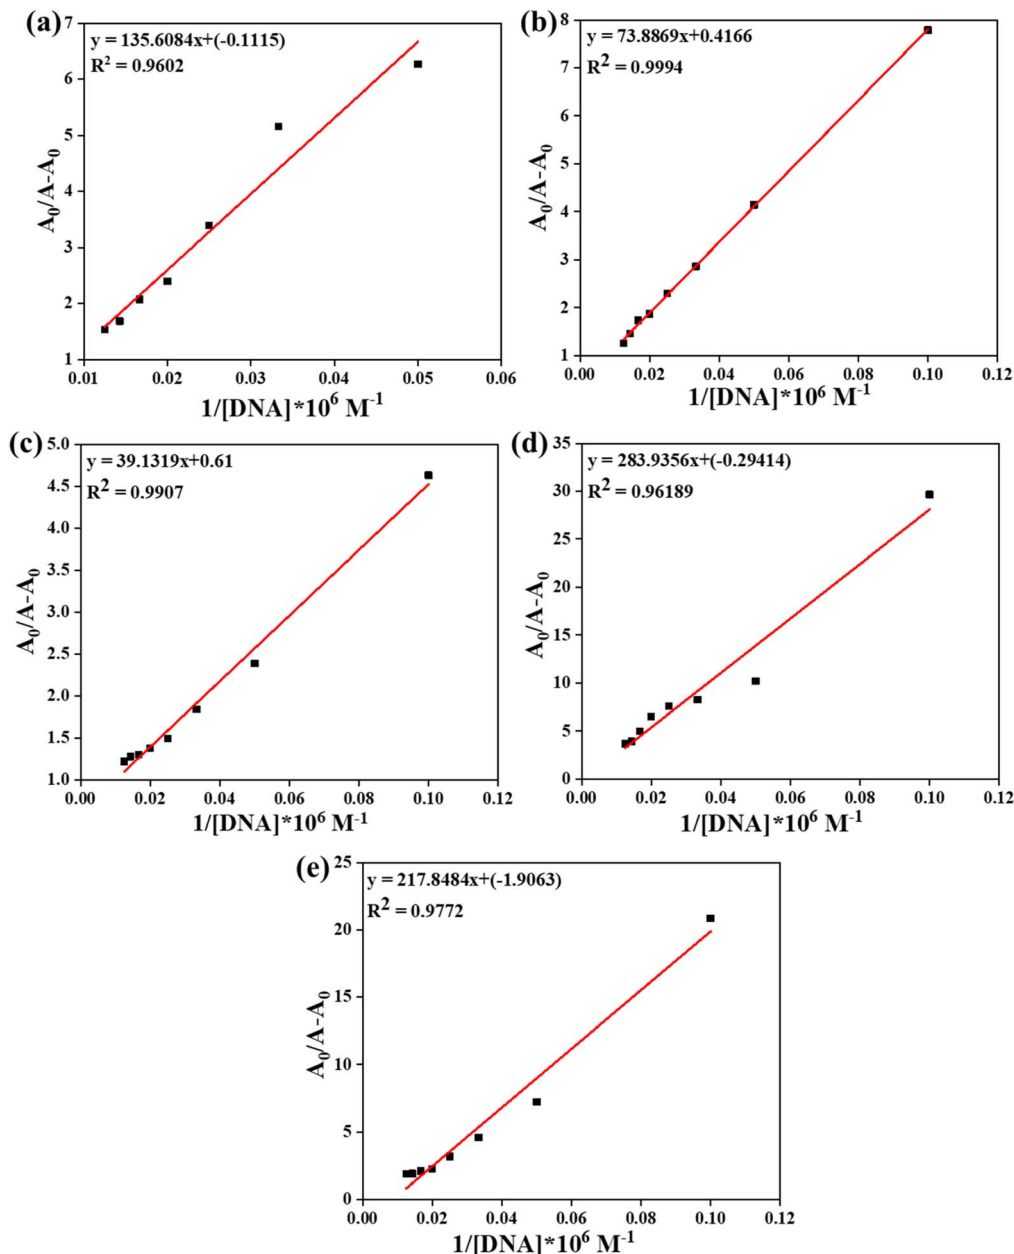 (a)
y = 135.6084x+(-0.1115)
R² = 0.9602
7
6
5
4
3
2
1
A₀/A-A₀
0.01 0.02 0.03 0.04 0.05 0.06
1/[DNA]*10⁶ M⁻¹
(b)
y = 73.8869x+0.4166
R² = 0.9994
8
7
6
5
4
3
2
1
A₀/A-A₀
0.00 0.02 0.04 0.06 0.08 0.10 0.12
1/[DNA]*10⁶ M⁻¹
(c)
y = 39.1319x+0.61
R² = 0.9907
5.0
4.5
4.0
3.5
3.0
2.5
2.0
1.5
1.0
A₀/A-A₀
0.00 0.02 0.04 0.06 0.08 0.10 0.12
1/[DNA]*10⁶ M⁻¹
(d)
y = 283.9356x+(-0.29414)
R² = 0.96189
35
30
25
20
15
10
5
0
A₀/A-A₀
0.00 0.02 0.04 0.06 0.08 0.10 0.12
1/[DNA]*10⁶ M⁻¹
(e)
y = 217.8484x+(-1.9063)
R² = 0.9772
25
20
15
10
5
0
A₀/A-A₀
0.00 0.02 0.04 0.06 0.08 0.10 0.12
1/[DNA]*10⁶ M⁻¹